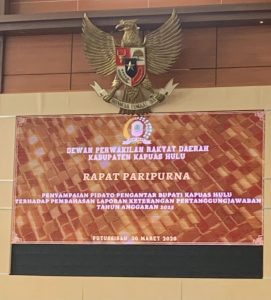 DEWAN PERWAKILAN RAKYAT DAERAH
KABUPATEN KAPUAS HULU
RAPAT PARIPURNA
PENYAMPAIAN PIDATO PENGANTAR BUPATI KAPUAS HULU
TERHADAP PEMBAHASAN LAPORAN KETERANGAN PERTANGGUNGJAWABAN
TAHUN ANGGARAN
PUTUSSIBAU, MARET